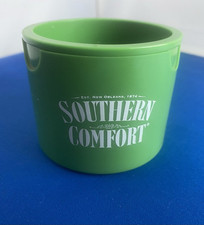 EST. NEW ORLEANS, 1874
SOUTHERN
COMFORT